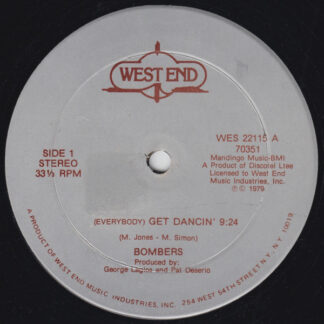 WEST END
SIDE 1
STEREO
33⅓ RPM
WES 22115 A
70351
Mandingo Music-BMI
A Product of Discotel Ltee
Licensed to West End
Music Industries, Inc.
℗ © 1979
(EVERYBODY) GET DANCIN' 9:24
(M. Jones - M. Simon)
BOMBERS
Produced by:
George Lagios and Pat Deserio
A PRODUCT OF WEST END MUSIC INDUSTRIES, INC. 254 WEST 54TH STREET N.Y. N.Y. 10019